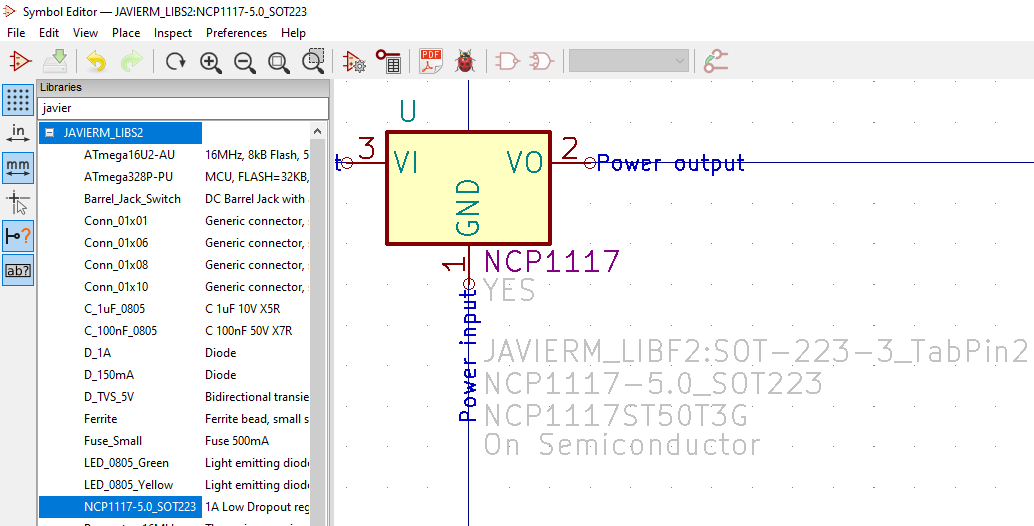 Symbol Editor — JAVIERM_LIBS2:NCP1117-5.0_SOT223
File Edit View Place Inspect Preferences Help
PDF
Libraries
javier
in
mm
?
ab?
JAVIERM_LIBS2
ATmega16U2-AU 16MHz, 8kB Flash, 5
ATmega328P-PU MCU, FLASH=32KB,
Barrel_Jack_Switch DC Barrel Jack with
Conn_01x01 Generic connector, s
Conn_01x06 Generic connector, s
Conn_01x08 Generic connector, s
Conn_01x10 Generic connector, s
C_1uF_0805 C 1uF 10V X5R
C_100nF_0805 C 100nF 50V X7R
D_1A Diode
D_150mA Diode
D_TVS_5V Bidirectional transie
Ferrite Ferrite bead, small s
Fuse_Small Fuse 500mA
LED_0805_Green Light emitting diod
LED_0805_Yellow Light emitting diod
NCP1117-5.0_SOT223 1A Low Dropout reg
U
t 3 VI VO 2 Power output
GND
1
Power input
NCP1117
YES
JAVIERM_LIBF2:SOT-223-3_TabPin2
NCP1117-5.0_SOT223
NCP1117ST50T3G
On Semiconductor